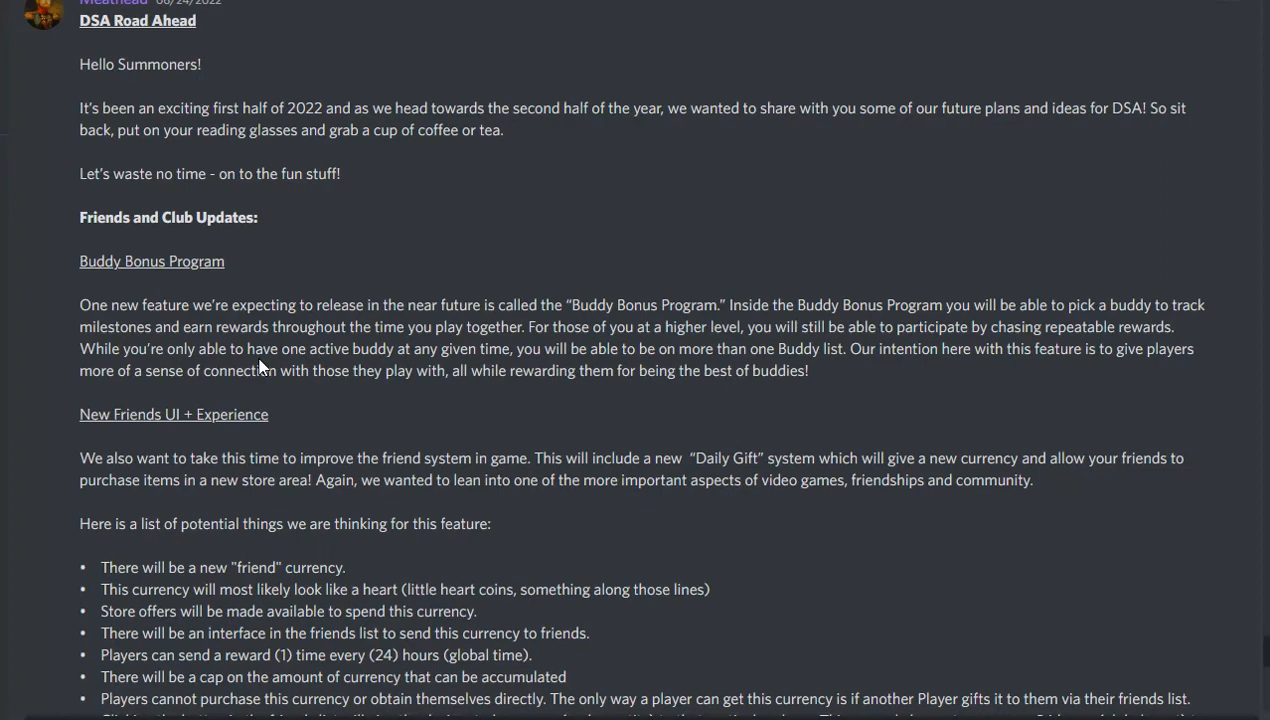 Meathead 06/24/2022
DSA Road Ahead
Hello Summoners!
It's been an exciting first half of 2022 and as we head towards the second half of the year, we wanted to share with you some of our future plans and ideas for DSA! So sit
back, put on your reading glasses and grab a cup of coffee or tea.
Let's waste no time - on to the fun stuff!
Friends and Club Updates:
Buddy Bonus Program
One new feature we're expecting to release in the near future is called the “Buddy Bonus Program.” Inside the Buddy Bonus Program you will be able to pick a buddy to track
milestones and earn rewards throughout the time you play together. For those of you at a higher level, you will still be able to participate by chasing repeatable rewards.
While you're only able to have one active buddy at any given time, you will be able to be on more than one Buddy list. Our intention here with this feature is to give players
more of a sense of connection with those they play with, all while rewarding them for being the best of buddies!
New Friends UI + Experience
We also want to take this time to improve the friend system in game. This will include a new “Daily Gift” system which will give a new currency and allow your friends to
purchase items in a new store area! Again, we wanted to lean into one of the more important aspects of video games, friendships and community.
Here is a list of potential things we are thinking for this feature:
• There will be a new "friend" currency.
• This currency will most likely look like a heart (little heart coins, something along those lines)
• Store offers will be made available to spend this currency.
• There will be an interface in the friends list to send this currency to friends.
• Players can send a reward (1) time every (24) hours (global time).
• There will be a cap on the amount of currency that can be accumulated
• Players cannot purchase this currency or obtain themselves directly. The only way a player can get this currency is if another Player gifts it to them via their friends list.